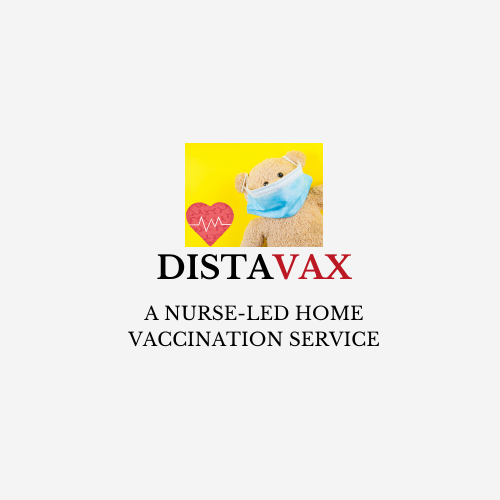 DISTAVAX
A NURSE-LED HOME
VACCINATION SERVICE